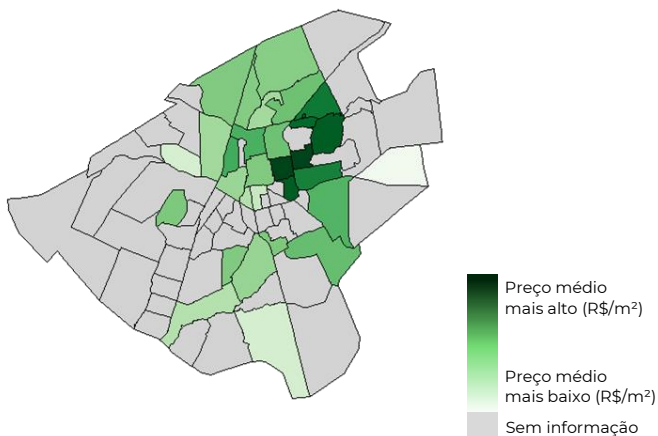 Preço médio
mais alto (R$/m²)
Preço médio
mais baixo (R$/m²)
Sem informação